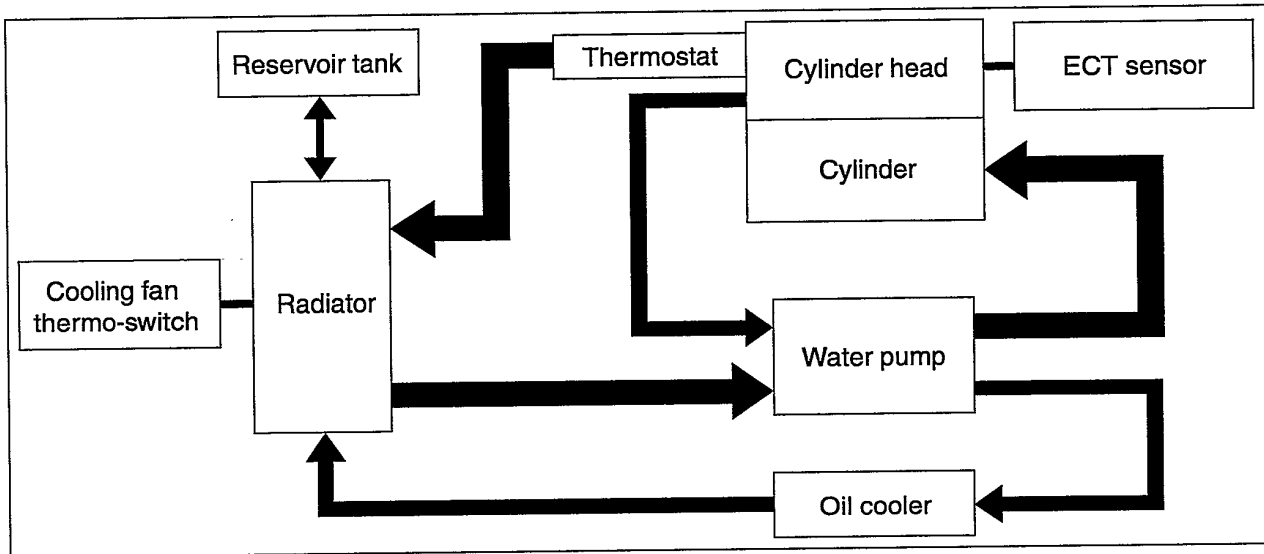 Reservoir tank
Thermostat
Cylinder head
ECT sensor
Cylinder
Cooling fan
thermo-switch
Radiator
Water pump
Oil cooler